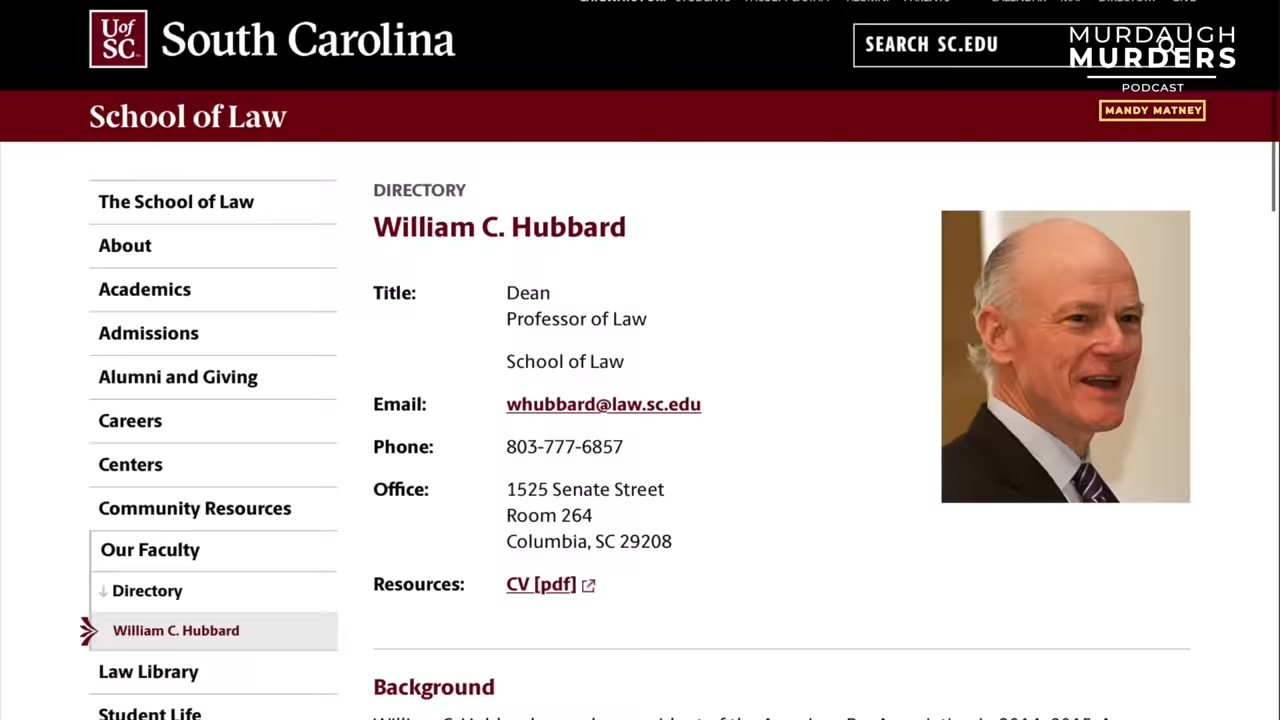 UofSC
South Carolina
SEARCH SC.EDU
MURDAUGH
MURDERS
PODCAST
MANDY MATNEY
School of Law
The School of Law
About
Academics
Admissions
Alumni and Giving
Careers
Centers
Community Resources
Our Faculty
Directory
William C. Hubbard
Law Library
Student Life
DIRECTORY
William C. Hubbard
Title: Dean
Professor of Law
School of Law
Email: whubbard@law.sc.edu
Phone: 803-777-6857
Office: 1525 Senate Street
Room 264
Columbia, SC 29208
Resources: CV [pdf]
Background